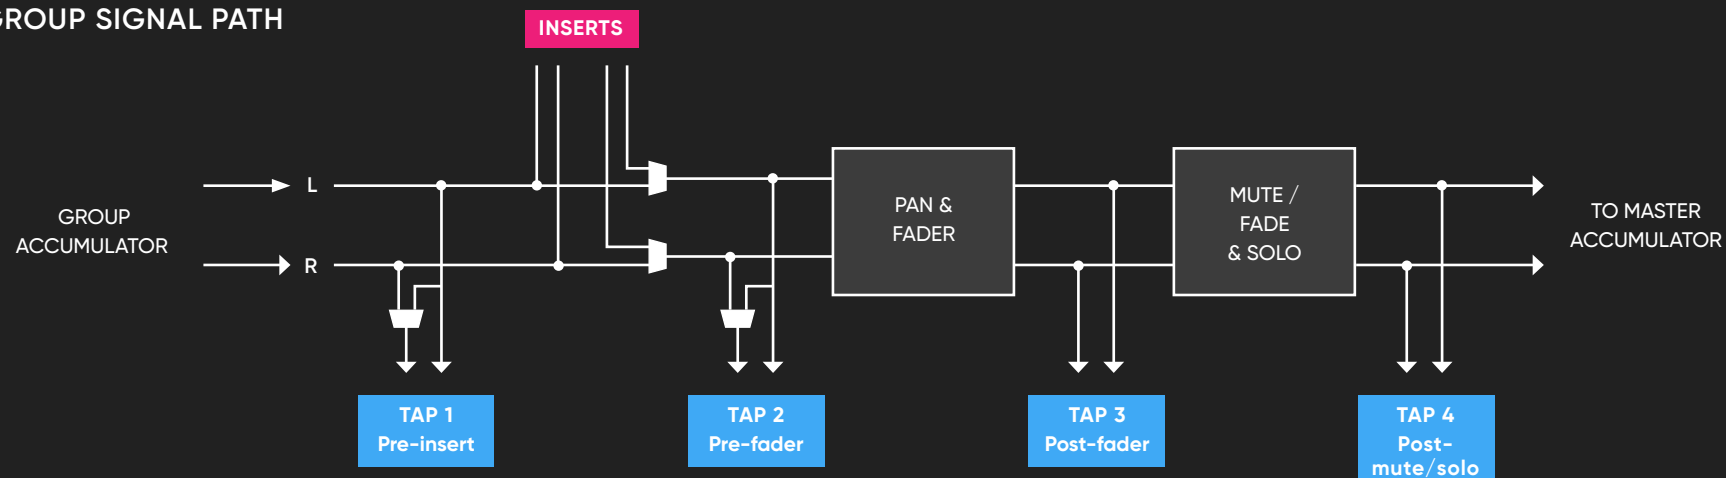 GROUP SIGNAL PATH
INSERTS
GROUP
ACCUMULATOR
L
R
PAN &
FADER
MUTE /
FADE
& SOLO
TO MASTER
ACCUMULATOR
TAP 1
Pre-insert
TAP 2
Pre-fader
TAP 3
Post-fader
TAP 4
Post-
mute/solo